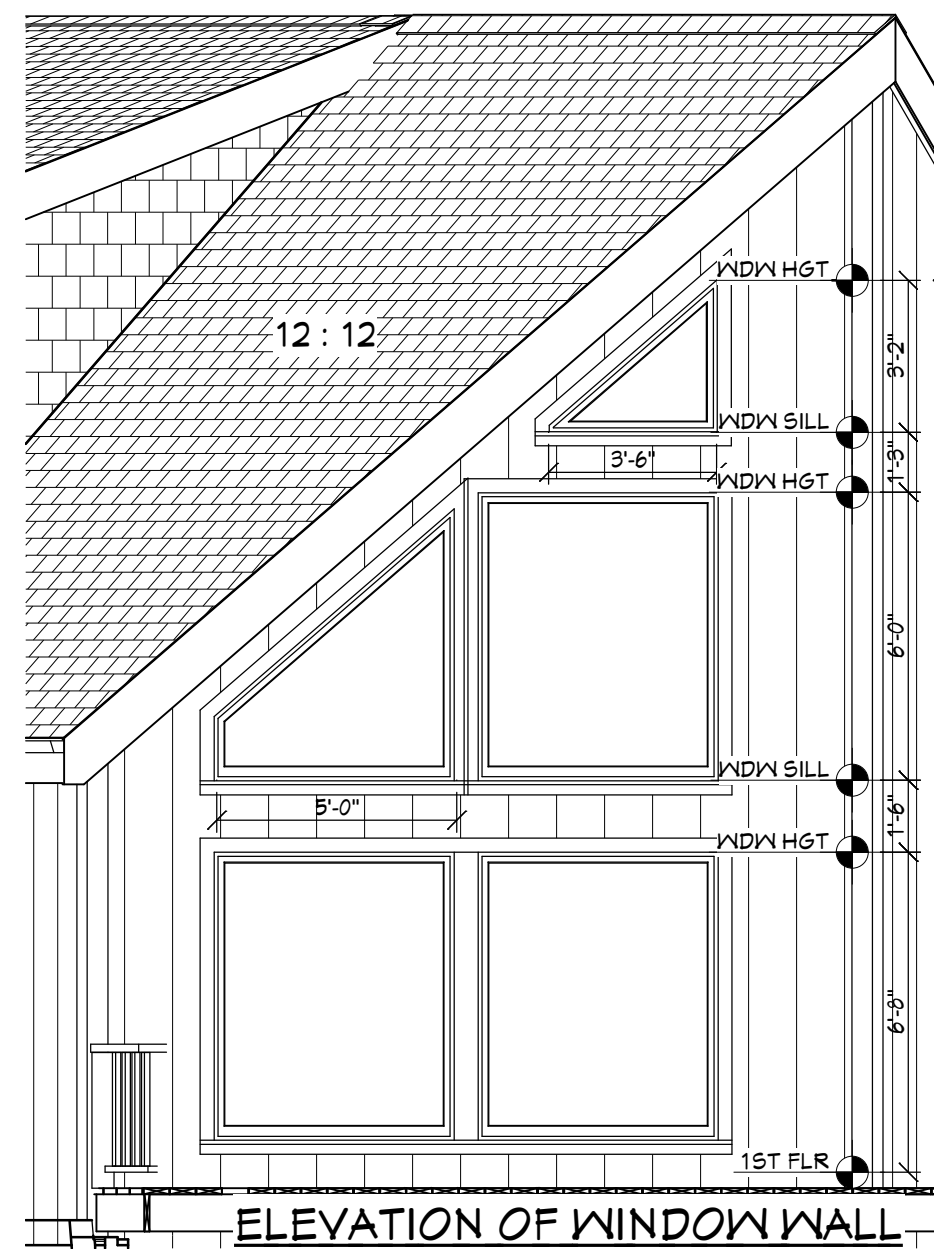 WDW HGT
12 : 12
3'-2"
WDW SILL
3'-6"
1'-3"
WDW HGT
6'-0"
WDW SILL
5'-0"
1'-6"
WDW HGT
6'-8"
1ST FLR
ELEVATION OF WINDOW WALL